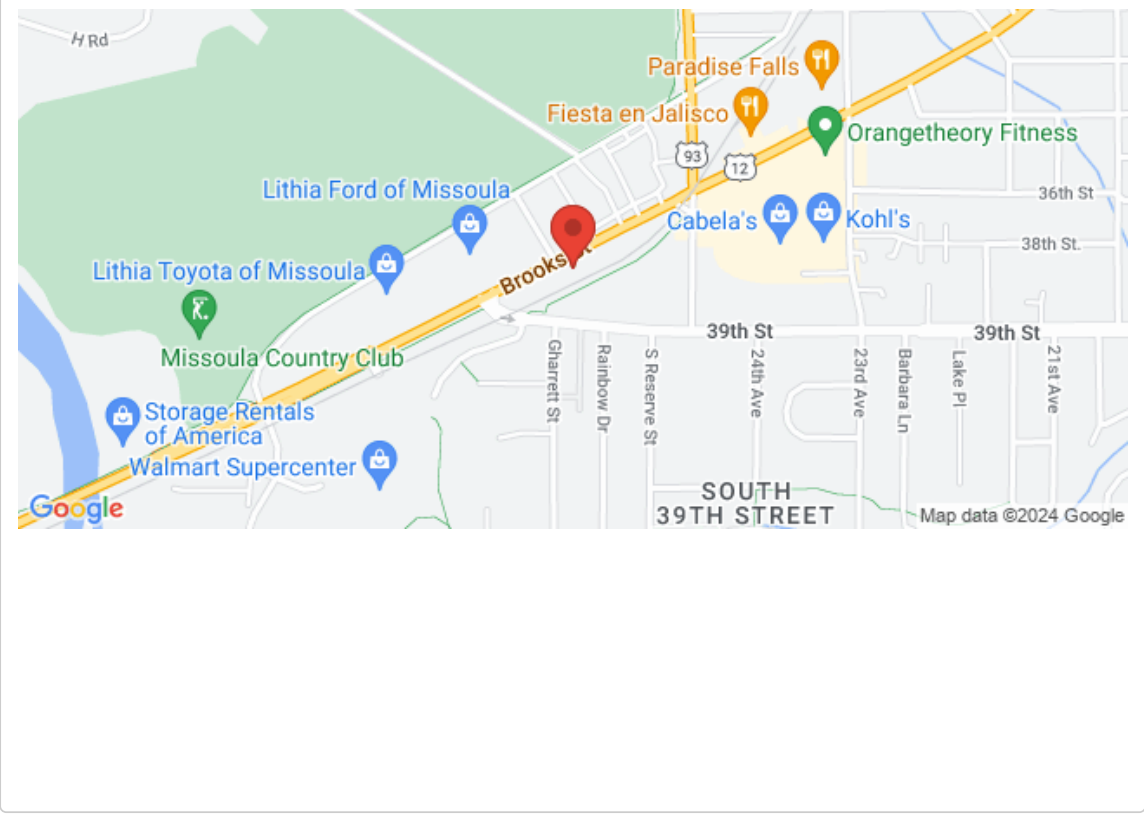 H Rd
Paradise Falls
Fiesta en Jalisco
Orangetheory Fitness
93
12
Lithia Ford of Missoula
36th St
Cabela's
Kohl's
38th St.
Brooks St
Lithia Toyota of Missoula
39th St
39th St
Missoula Country Club
Gharrett St
Rainbow Dr
S Reserve St
24th Ave
23rd Ave
Barbara Ln
Lake Pl
21st Ave
Storage Rentals
of America
Walmart Supercenter
SOUTH
39TH STREET
Google
Map data ©2024 Google